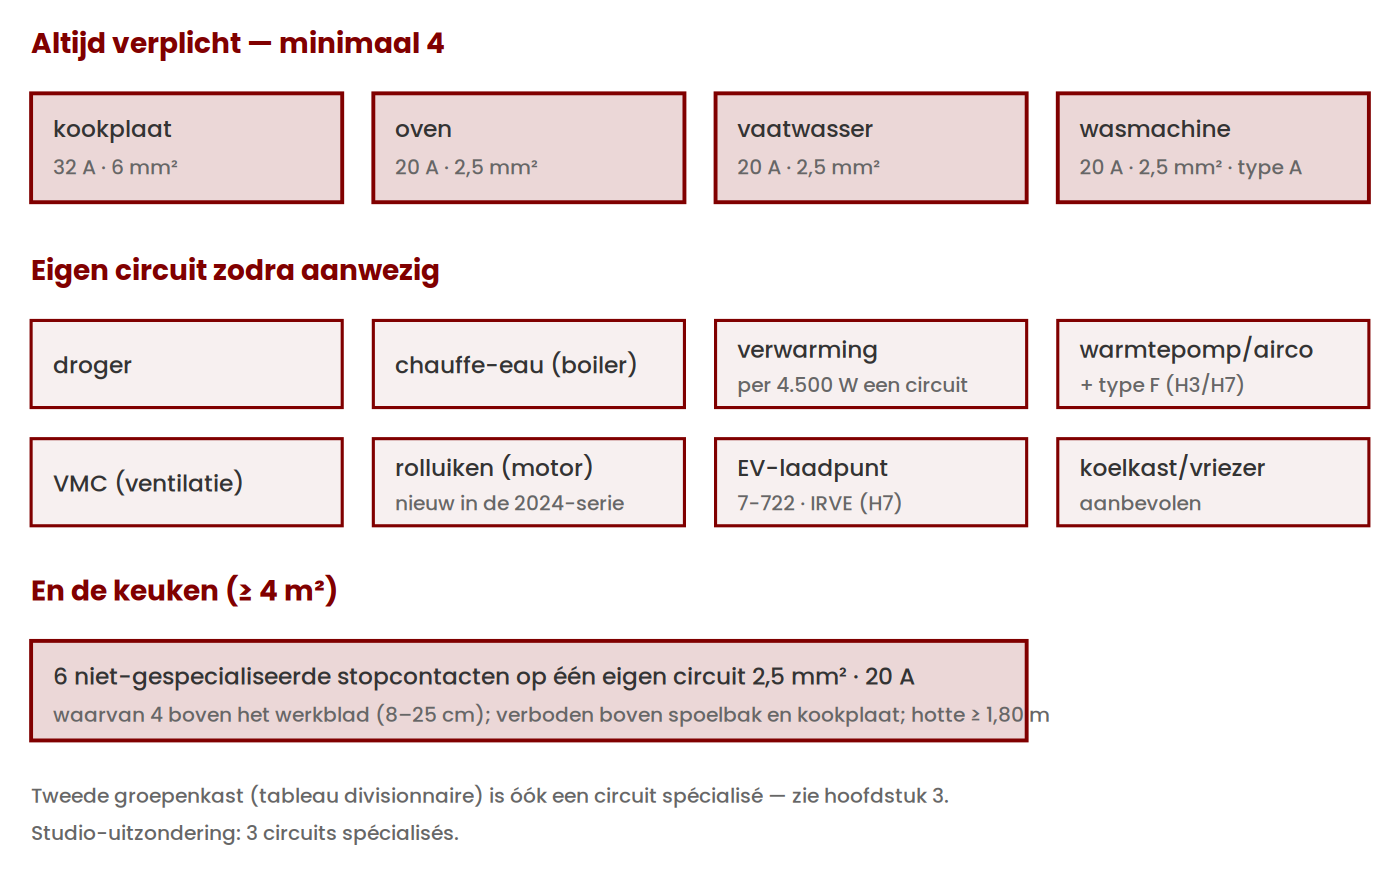 Altijd verplicht — minimaal 4
kookplaat
32 A · 6 mm²
oven
20 A · 2,5 mm²
vaatwasser
20 A · 2,5 mm²
wasmachine
20 A · 2,5 mm² · type A
Eigen circuit zodra aanwezig
droger
chauffe-eau (boiler)
verwarming
per 4.500 W een circuit
warmtepomp/airco
+ type F (H3/H7)
VMC (ventilatie)
rolluiken (motor)
nieuw in de 2024-serie
EV-laadpunt
7-722 · IRVE (H7)
koelkast/vriezer
aanbevolen
En de keuken (≥ 4 m²)
6 niet-gespecialiseerde stopcontacten op één eigen circuit 2,5 mm² · 20 A
waarvan 4 boven het werkblad (8–25 cm); verboden boven spoelbak en kookplaat; hotte ≥ 1,80 m
Tweede groepenkast (tableau divisionnaire) is óók een circuit spécialisé — zie hoofdstuk 3.
Studio-uitzondering: 3 circuits spécialisés.